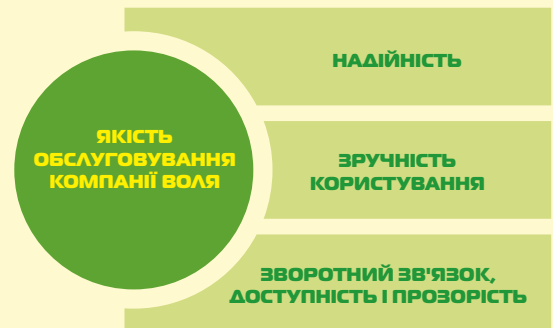 ЯКІСТЬ
ОБСЛУГОВУВАННЯ
КОМПАНІЇ ВОЛЯ
НАДІЙНІСТЬ
ЗРУЧНІСТЬ
КОРИСТУВАННЯ
ЗВОРОТНИЙ ЗВ'ЯЗОК,
ДОСТУПНІСТЬ І ПРОЗОРІСТЬ